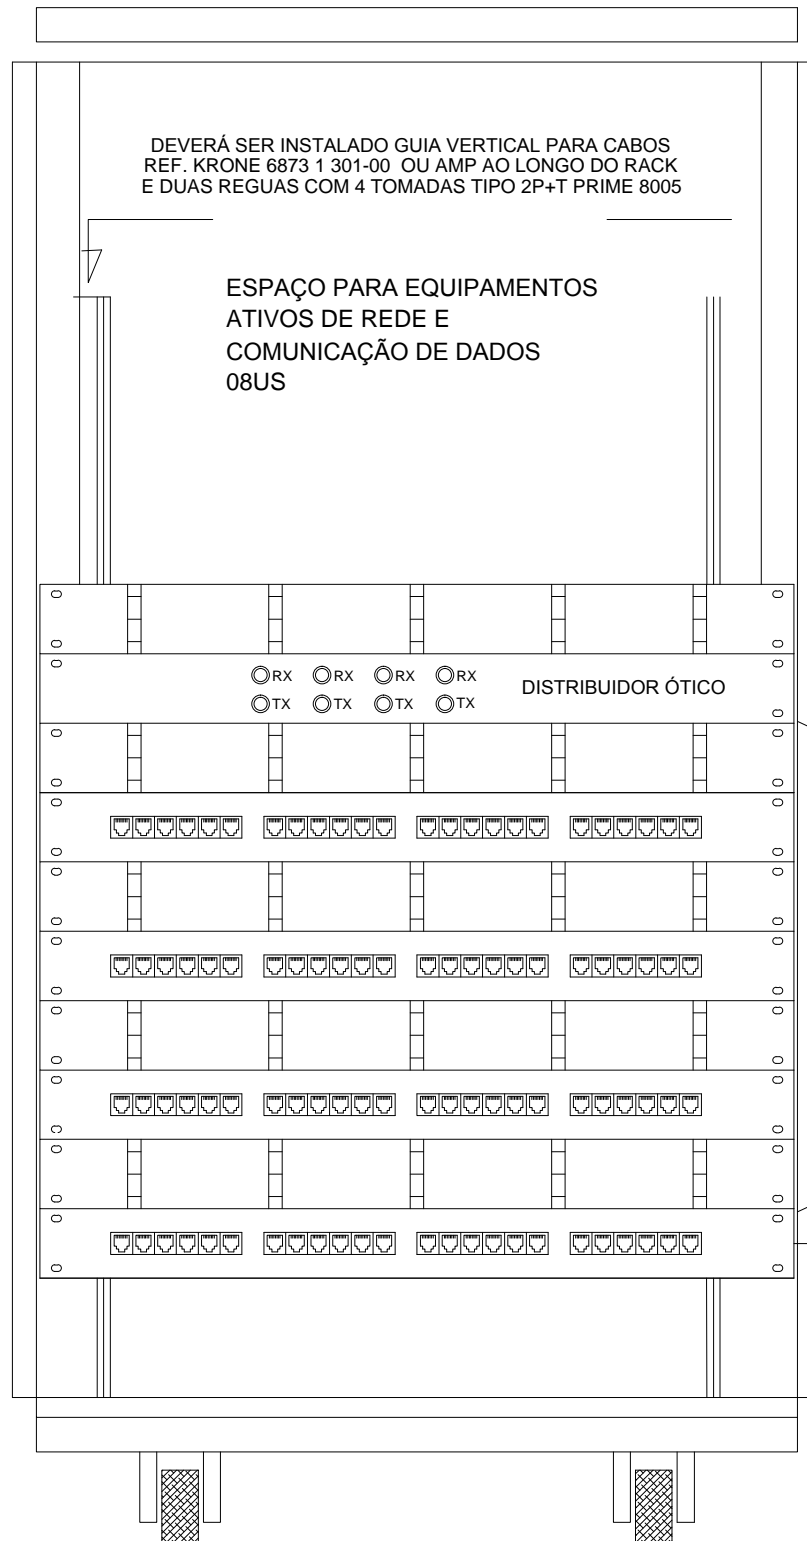 DEVERÁ SER INSTALADO GUIA VERTICAL PARA CABOS
REF. KRONE 6873 1 301-00 OU AMP AO LONGO DO RACK
E DUAS REGUAS COM 4 TOMADAS TIPO 2P+T PRIME 8005
ESPAÇO PARA EQUIPAMENTOS
ATIVOS DE REDE E
COMUNICAÇÃO DE DADOS
08US
RX RX RX RX
TX TX TX TX
DISTRIBUIDOR ÓTICO